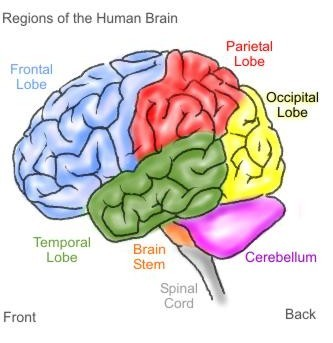 Regions of the Human Brain
Parietal
Lobe
Frontal
Lobe
Occipital
Lobe
Temporal
Lobe
Brain
Stem
Cerebellum
Spinal
Cord
Front
Back